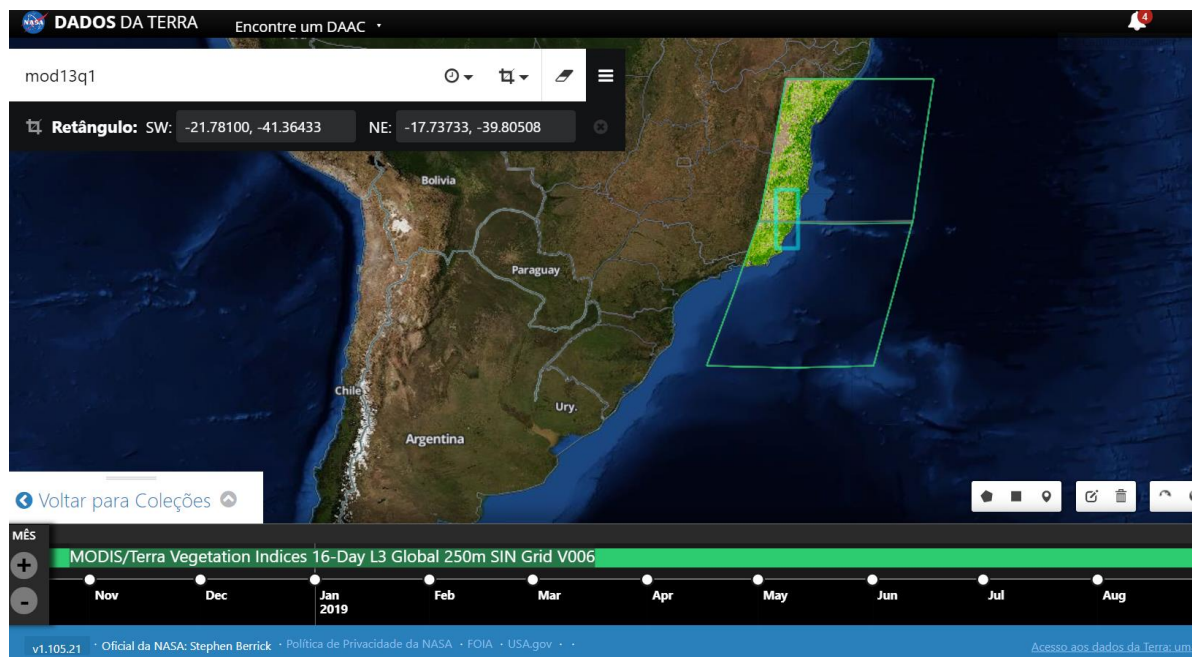 NASA DADOS DA TERRA Encontre um DAAC 4
mod13q1
Retângulo: SW: -21.78100, -41.36433 NE: -17.73733, -39.80508
Bolivia
Paraguay
Chile
Ury.
Argentina
Voltar para Coleções
MÊS
MODIS/Terra Vegetation Indices 16-Day L3 Global 250m SIN Grid V006
Nov Dec Jan Feb Mar Apr May Jun Jul Aug
2019
v1.105.21 · Oficial da NASA: Stephen Berrick · Política de Privacidade da NASA · FOIA · USA.gov · · Acesso aos dados da Terra: um